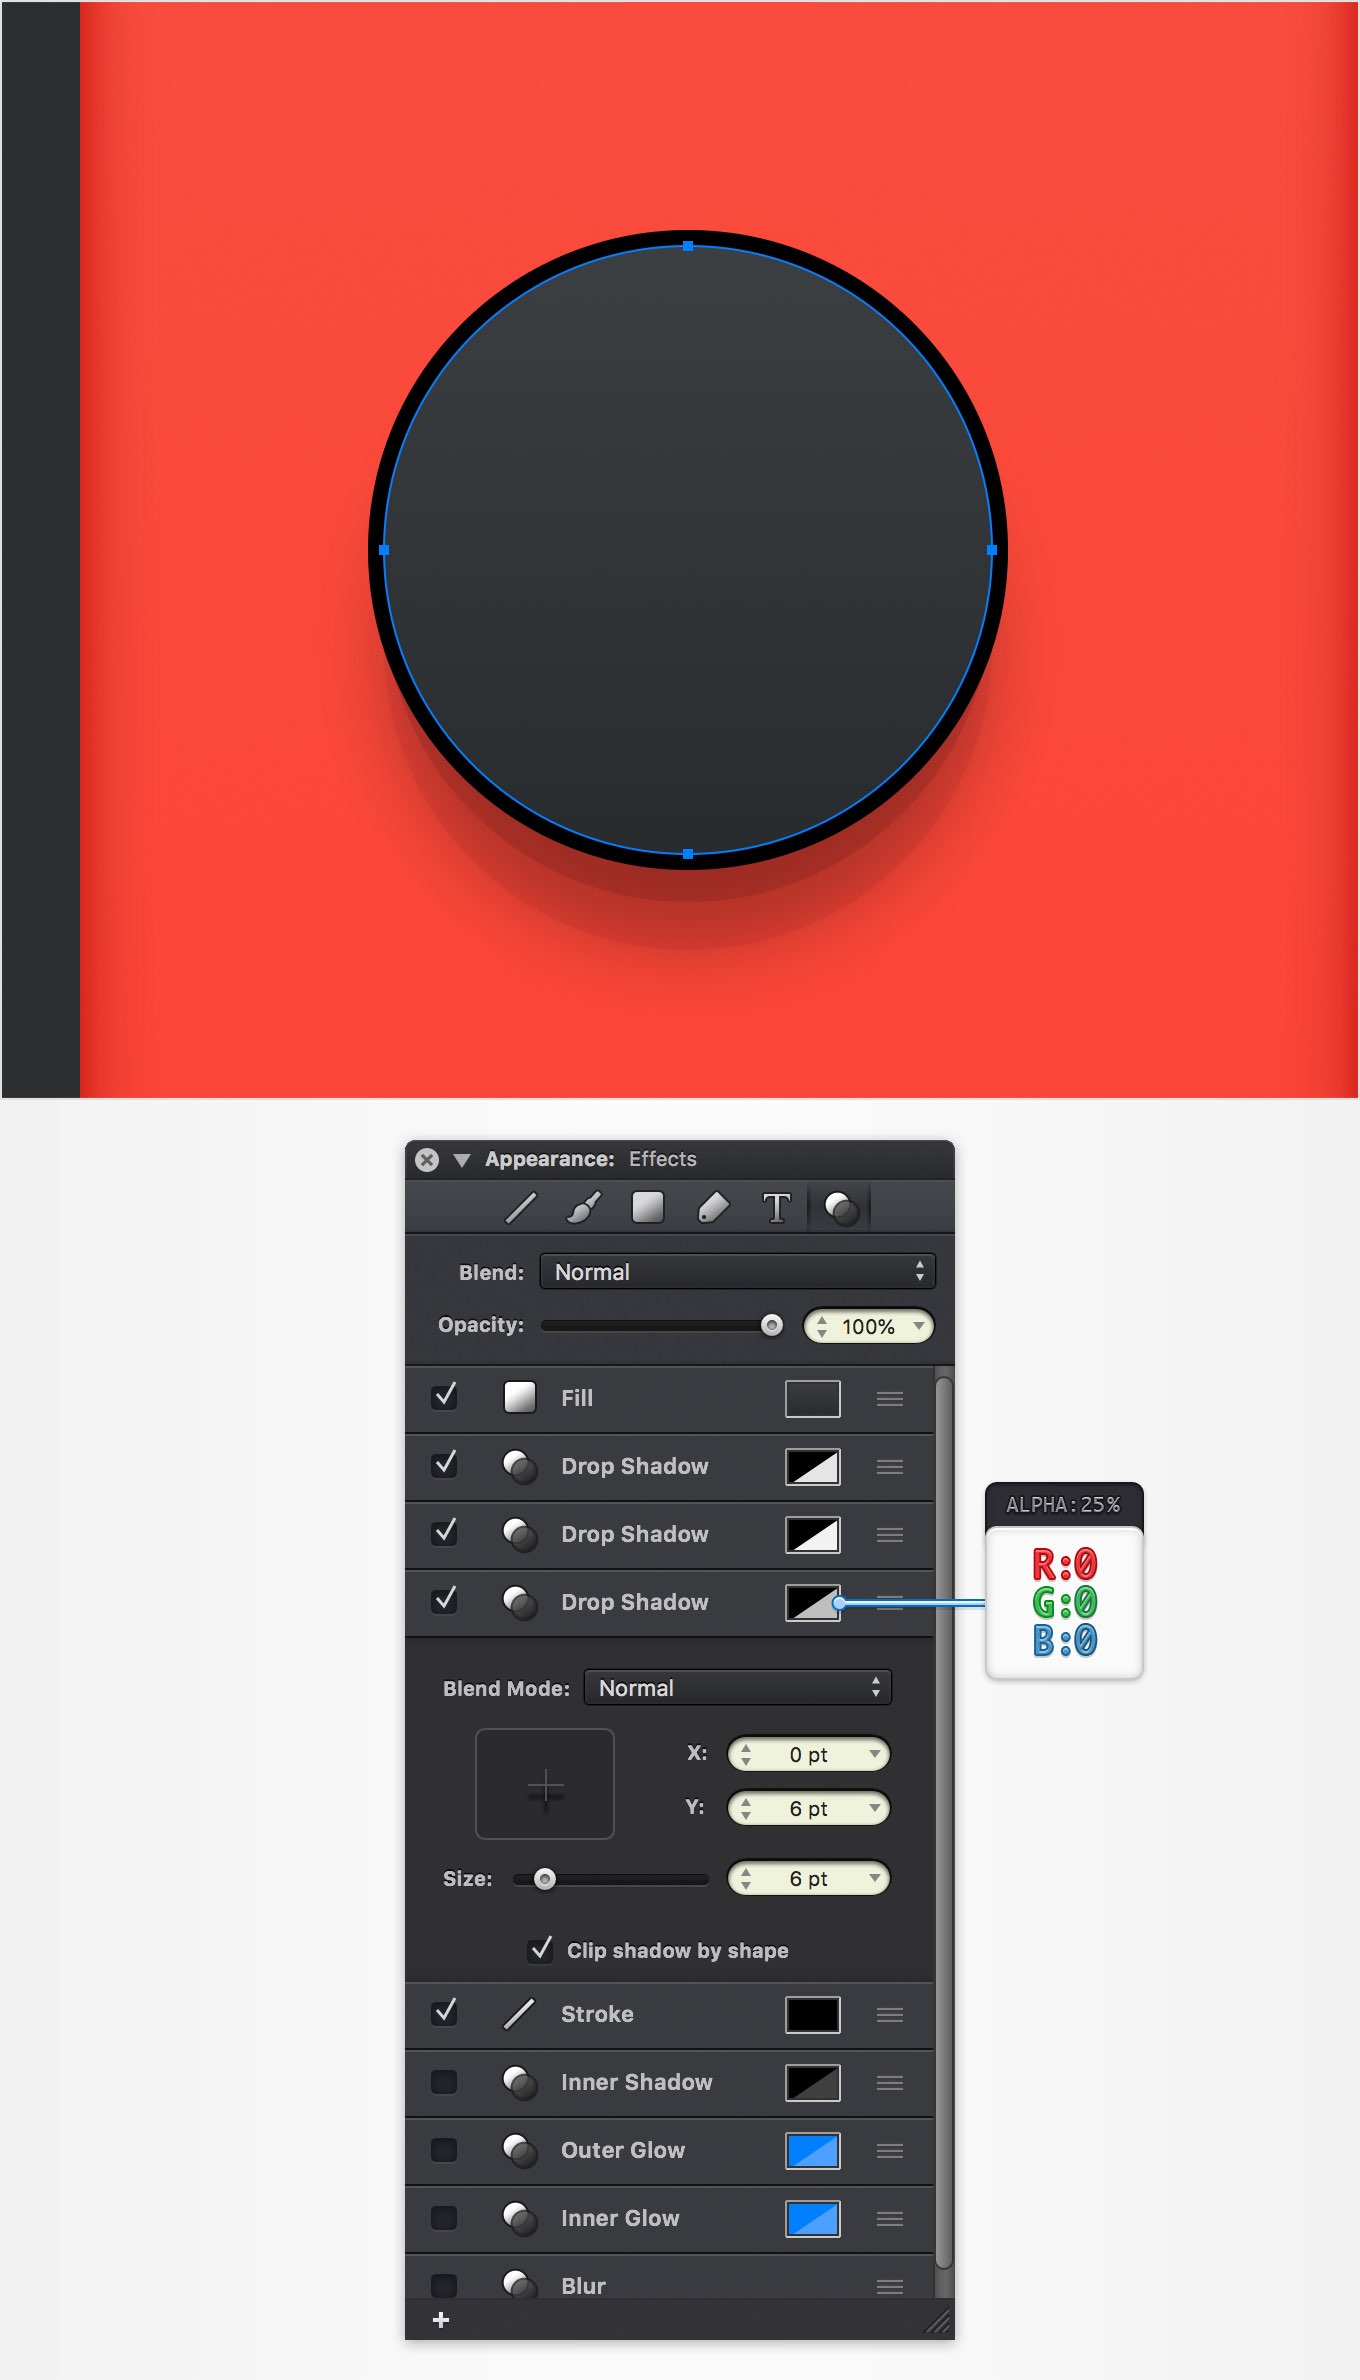 Appearance: Effects
T
Blend: Normal
Opacity: 100%
Fill
Drop Shadow
Drop Shadow
Drop Shadow
ALPHA:25%
R:0
G:0
B:0
Blend Mode: Normal
X: 0 pt
Y: 6 pt
Size: 6 pt
Clip shadow by shape
Stroke
Inner Shadow
Outer Glow
Inner Glow
Blur
+